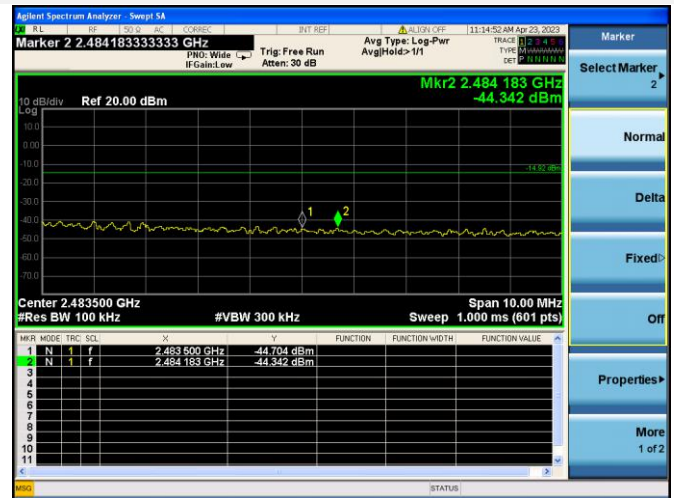 Agilent Spectrum Analyzer - Swept SA
RL RF 50 Ω AC CORREC INT REF ALIGN OFF 11:14:52 AM Apr 23, 2023
Marker 2 2.484183333333 GHz
PNO: Wide
IFGain:Low
Trig: Free Run
Atten: 30 dB
Avg Type: Log-Pwr
Avg|Hold>1/1
TRACE 1 2 3 4 5 6
TYPE M
DET P N N N N N
Mkr2 2.484 183 GHz
-44.342 dBm
10 dB/div Ref 20.00 dBm
Log
10.0
0.00
-10.0
-14.92 dBm
-20.0
-30.0
-40.0
1
2
-50.0
-60.0
-70.0
Center 2.483500 GHz Span 10.00 MHz
#Res BW 100 kHz #VBW 300 kHz Sweep 1.000 ms (601 pts)
MKR MODE TRC SCL X Y FUNCTION FUNCTION WIDTH FUNCTION VALUE
1 N 1 f 2.483 500 GHz -44.704 dBm
2 N 1 f 2.484 183 GHz -44.342 dBm
3
4
5
6
7
8
9
10
11
MSG STATUS
Marker
Select Marker
2
Normal
Delta
Fixed
Off
Properties
More
1 of 2